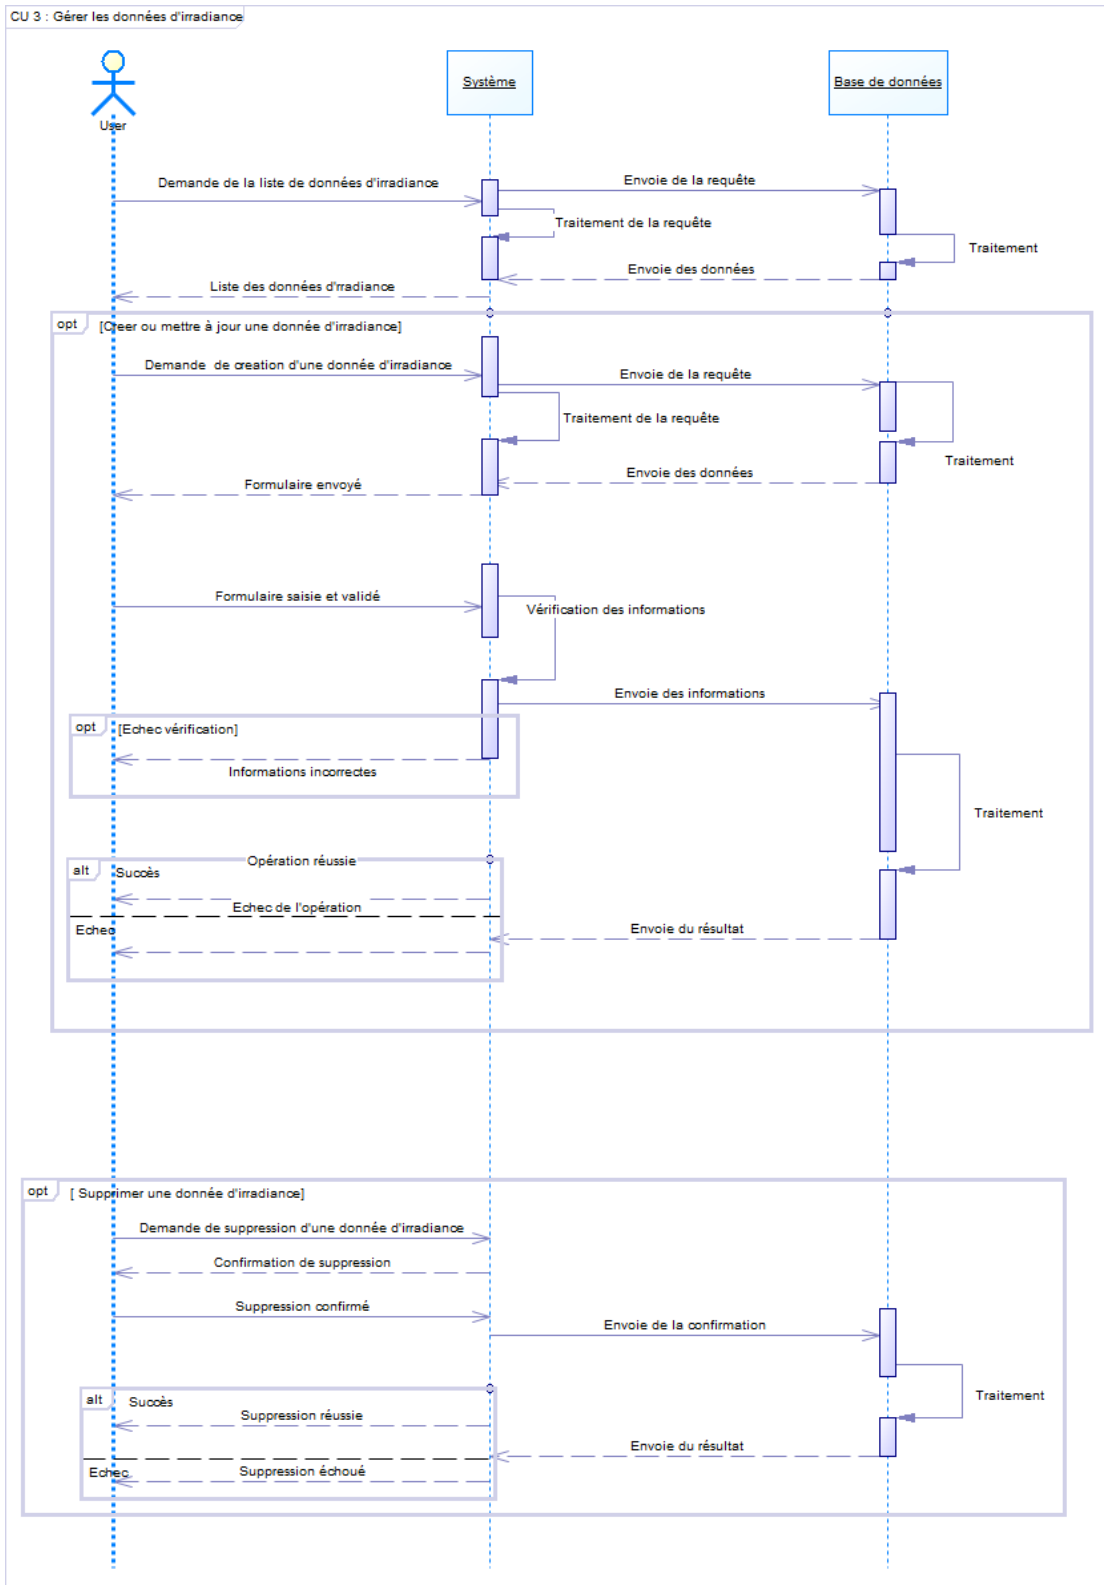 CU 3 : Gérer les données d'irradiance
Système
Base de données
User
Demande de la liste de données d'irradiance
Envoie de la requête
Traitement de la requête
Traitement
Envoie des données
Liste des données d'rradiance
opt
[Creer ou mettre à jour une donnée d'irradiance]
Demande de creation d'une donnée d'irradiance
Envoie de la requête
Traitement de la requête
Traitement
Envoie des données
Formulaire envoyé
Formulaire saisie et validé
Vérification des informations
Envoie des informations
opt
[Echec vérification]
Informations incorrectes
Traitement
Opération réussie
alt
Succès
Echec de l'opération
Echec
Envoie du résultat
opt
[ Supprimer une donnée d'irradiance]
Demande de suppression d'une donnée d'irradiance
Confirmation de suppression
Suppression confirmé
Envoie de la confirmation
Traitement
alt
Succès
Suppression réussie
Envoie du résultat
Echec
Suppression échoué